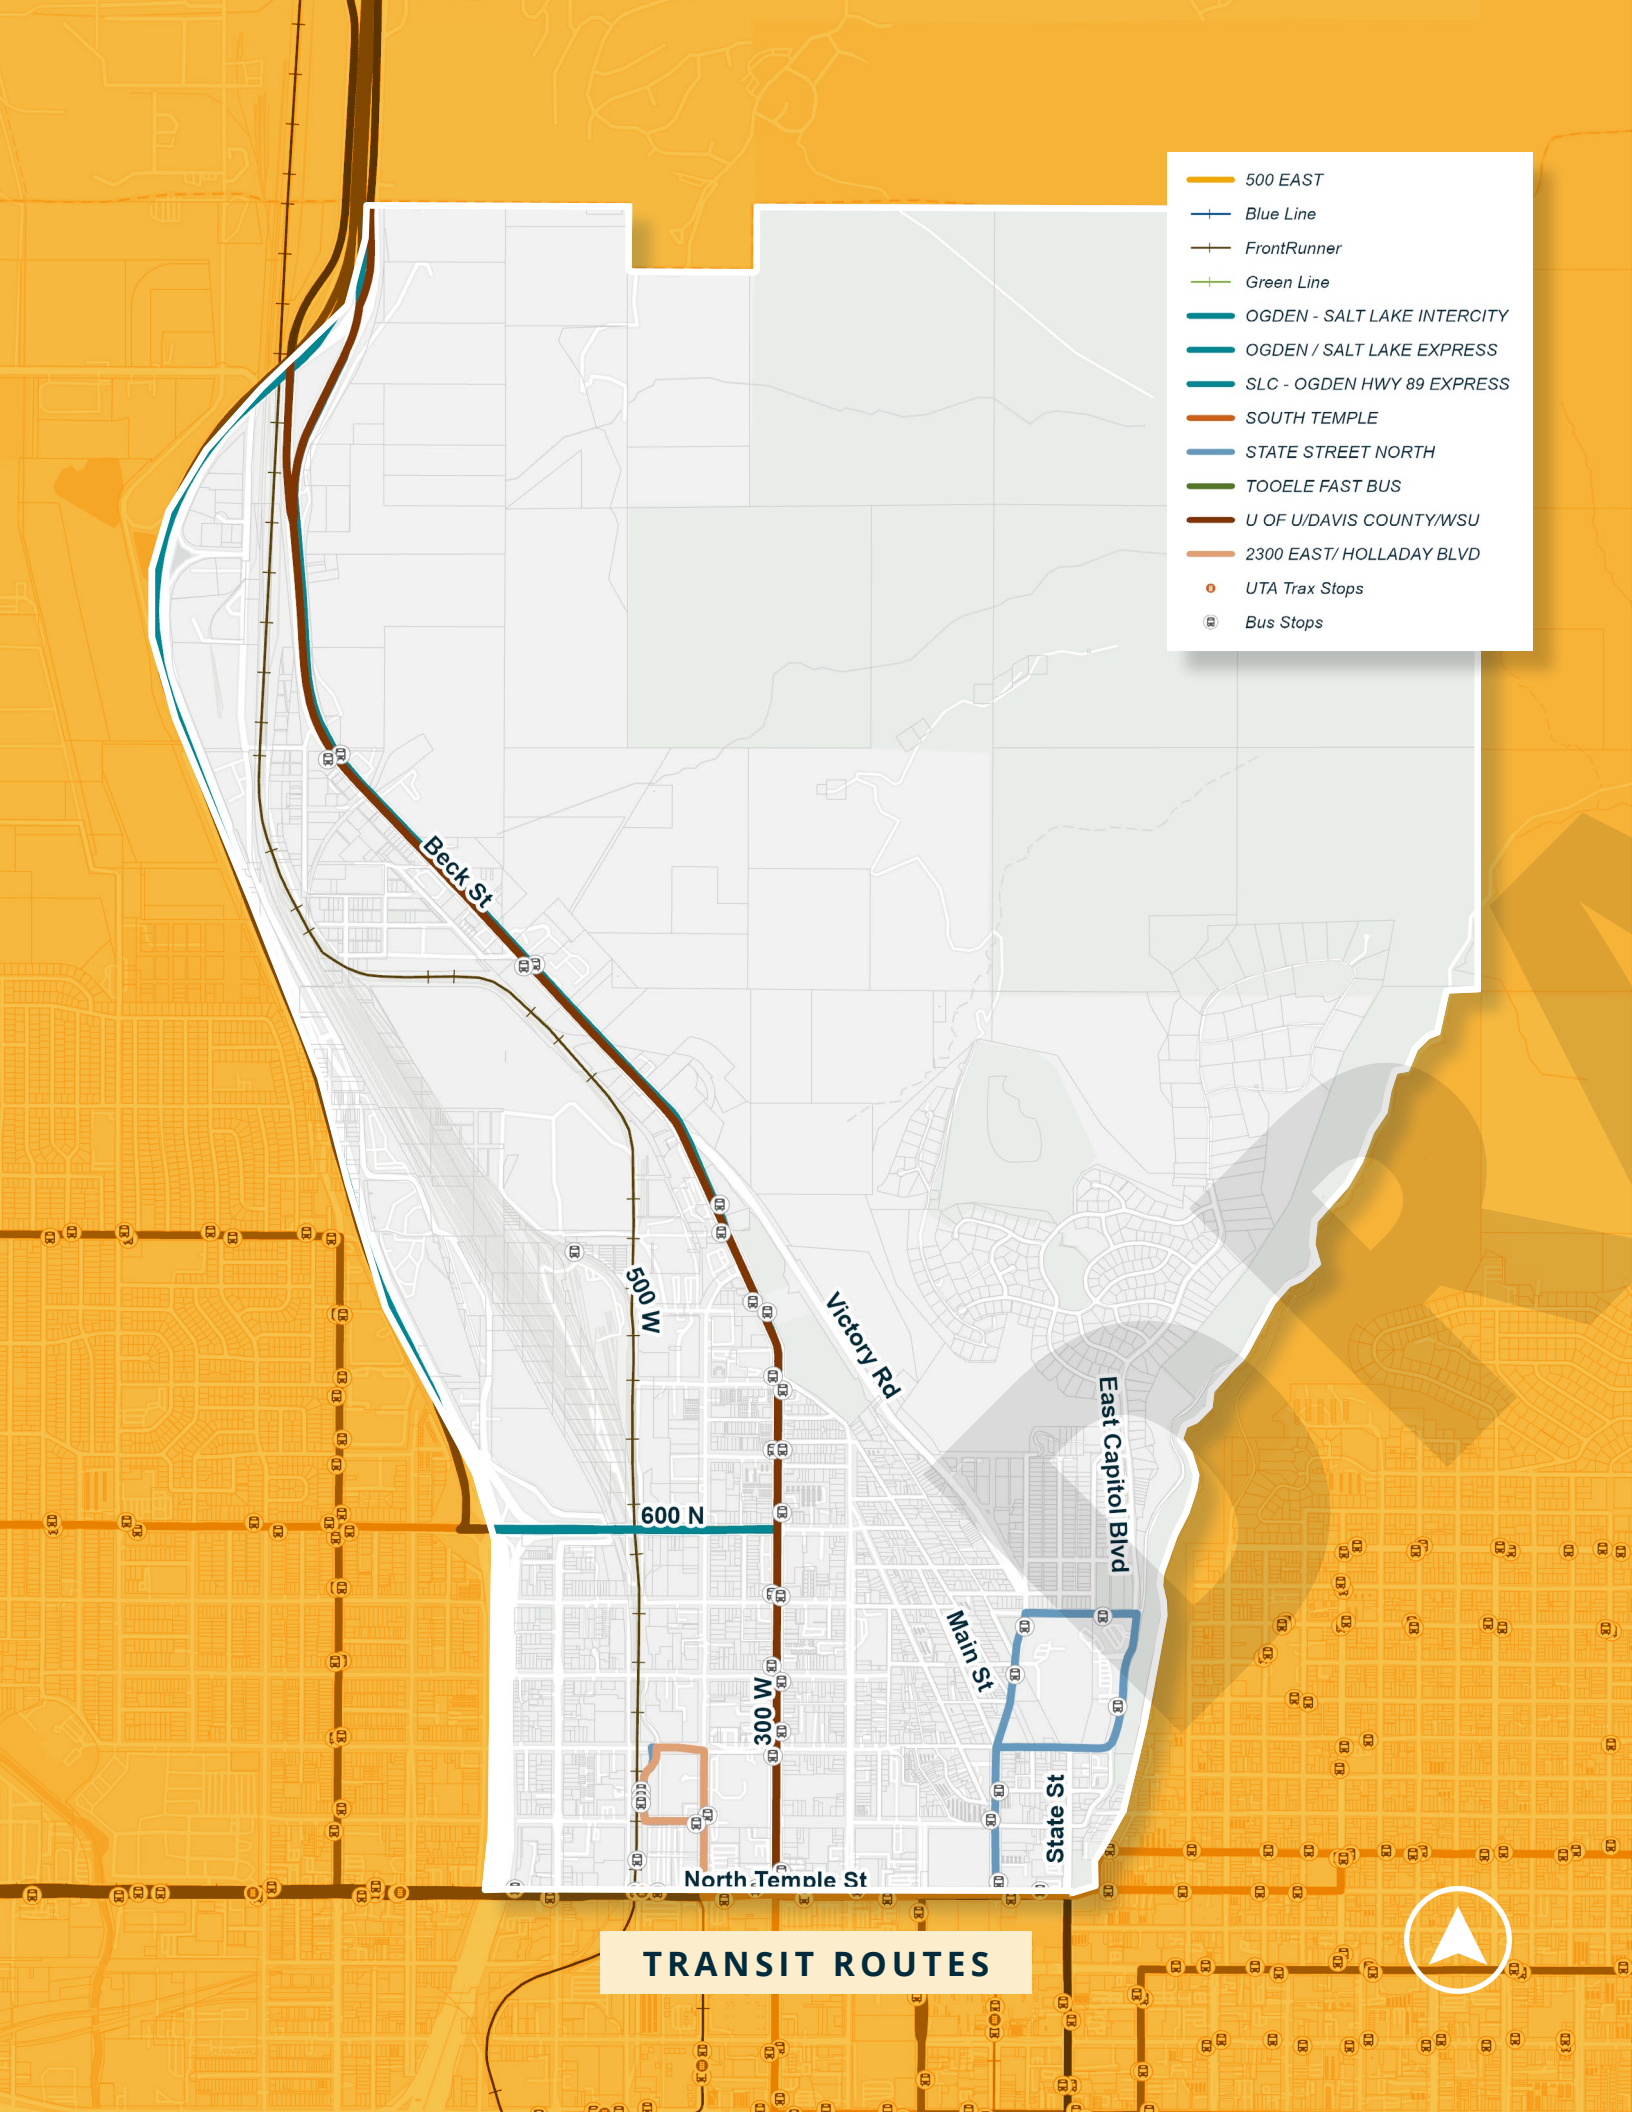 500 EAST
Blue Line
FrontRunner
Green Line
OGDEN - SALT LAKE INTERCITY
OGDEN / SALT LAKE EXPRESS
SLC - OGDEN HWY 89 EXPRESS
SOUTH TEMPLE
STATE STREET NORTH
TOOELE FAST BUS
U OF U/DAVIS COUNTY/WSU
2300 EAST/ HOLLADAY BLVD
UTA Trax Stops
Bus Stops
Beck St
500 W
Victory Rd
East Capitol Blvd
600 N
Main St
300 W
State St
North Temple St
TRANSIT ROUTES